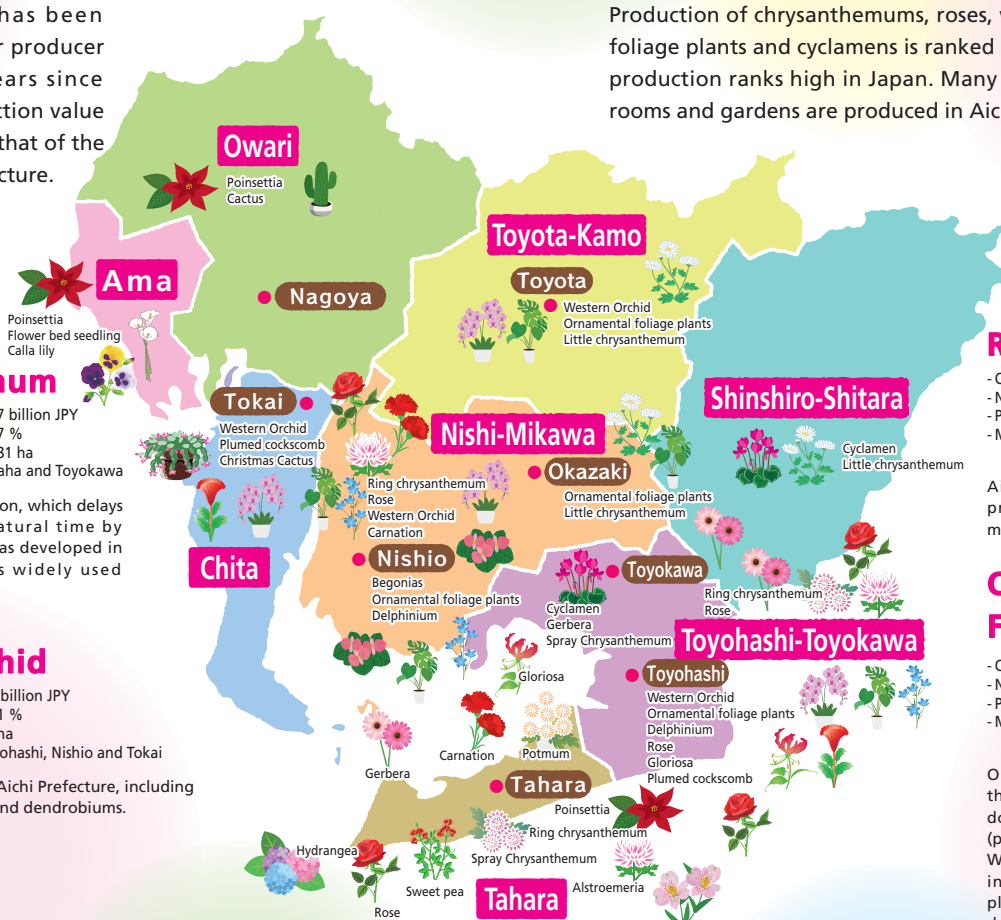 has been
producer
ears since
ction value
that of the
cture.
Production of chrysanthemums, roses,
foliage plants and cyclamens is ranked
production ranks high in Japan. Many
rooms and gardens are produced in Aic
Owari
Poinsettia
Cactus
Toyota-Kamo
Toyota
Western Orchid
Ornamental foliage plants
Little chrysanthemum
Ama
Poinsettia
Flower bed seedling
Calla lily
Nagoya
num
7 billion JPY
7 %
81 ha
aha and Toyokawa
on, which delays
atural time by
as developed in
s widely used
Tokai
Western Orchid
Plumed cockscomb
Christmas Cactus
Chita
Nishi-Mikawa
Ring chrysanthemum
Rose
Western Orchid
Carnation
Okazaki
Ornamental foliage plants
Little chrysanthemum
Nishio
Begonias
Ornamental foliage plants
Delphinium
Shinshiro-Shitara
Cyclamen
Little chrysanthemum
R
- C
- N
- P
- M
Ai
pr
m
Toyokawa
Cyclamen
Gerbera
Spray Chrysanthemum
Ring chrysanthemum
Rose
Toyohashi-Toyokawa
Toyohashi
Western Orchid
Ornamental foliage plants
Delphinium
Rose
Gloriosa
Plumed cockscomb
Gloriosa
C
F
- C
- N
- P
- M
hid
billion JPY
1 %
ha
yohashi, Nishio and Tokai
Aichi Prefecture, including
nd dendrobiums.
Gerbera
Carnation
Potmum
Tahara
Poinsettia
Ring chrysanthemum
Spray Chrysanthemum
Hydrangea
Rose
Sweet pea
Alstroemeria
Tahara
O
th
do
(p
W
in
pl